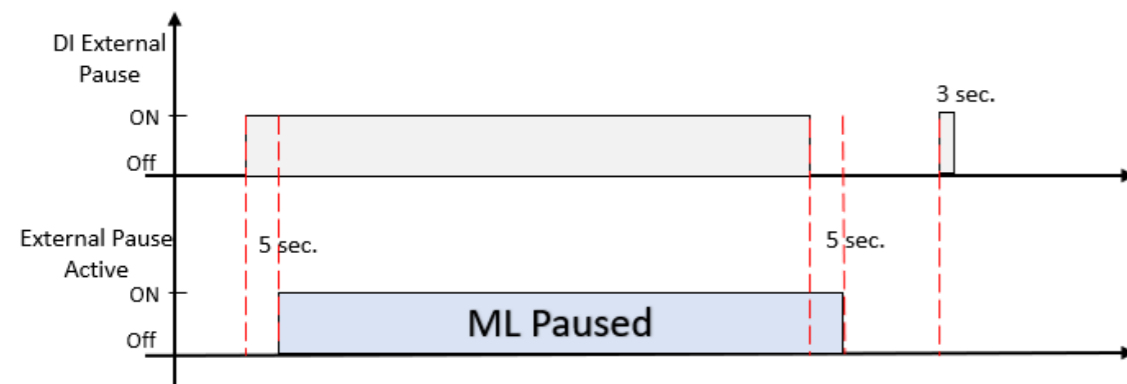 DI External
Pause
3 sec.
ON
Off
External Pause
Active
5 sec.
5 sec.
ON
ML Paused
Off